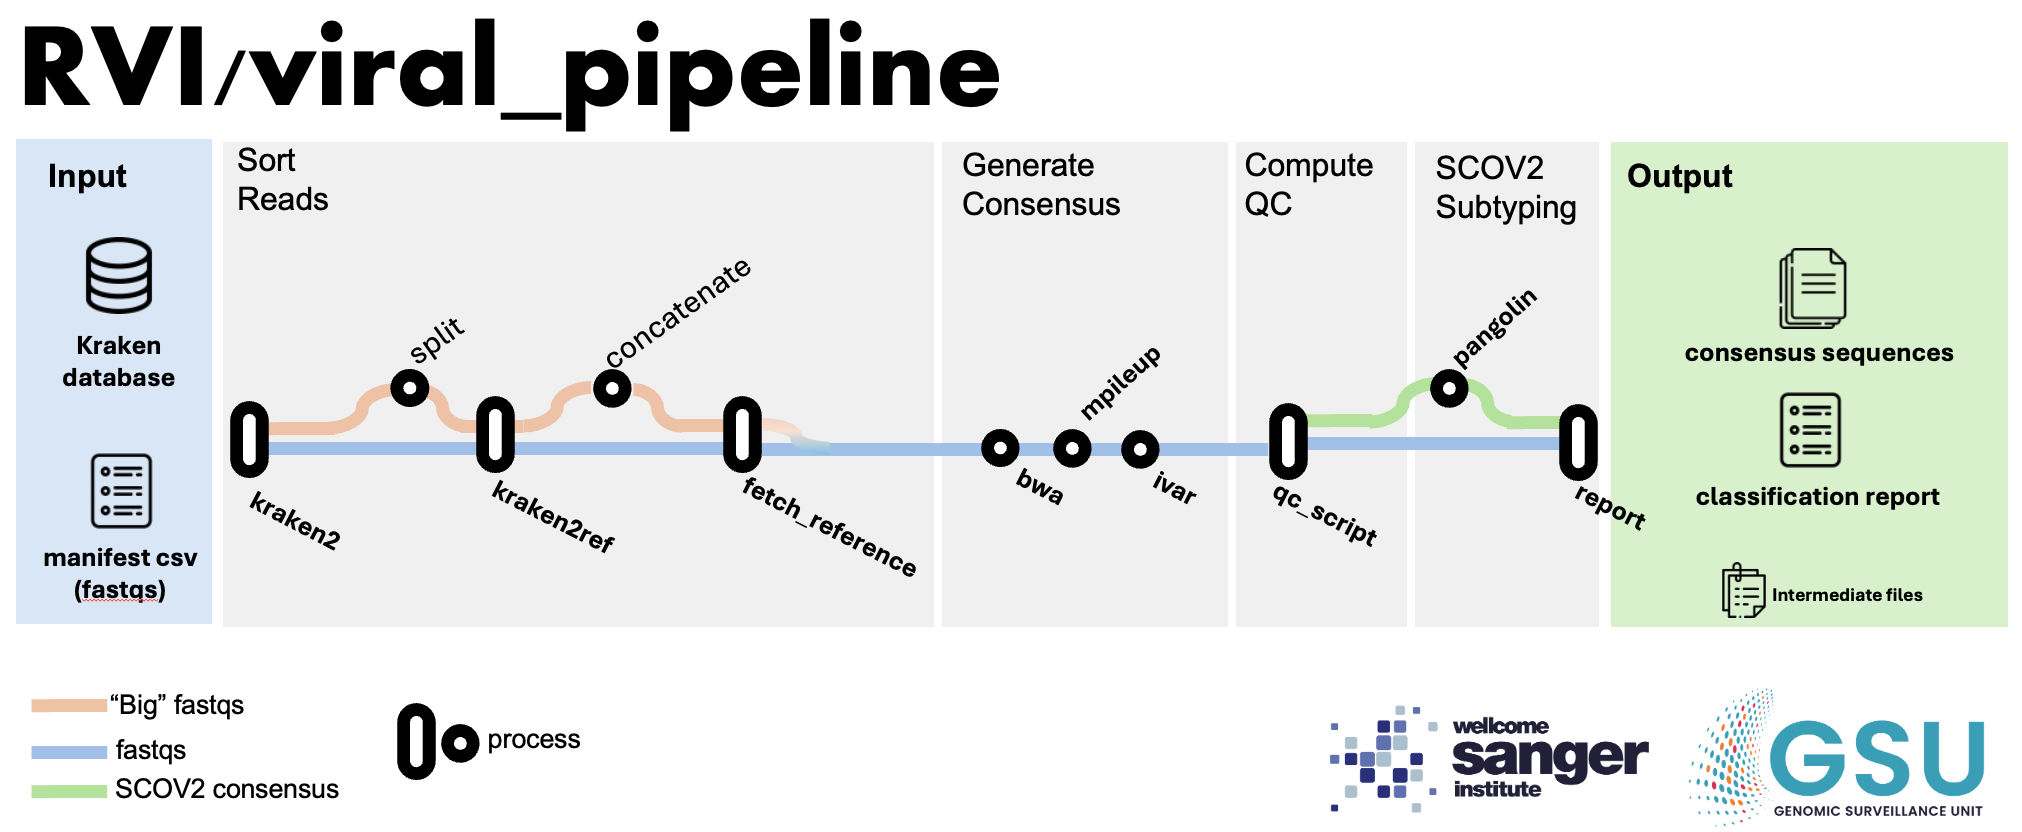 RVI/viral_pipeline
Input
Kraken
database
manifest csv
(fastqs)
Sort
Reads
split
concatenate
kraken2
kraken2ref
fetch_reference
Generate
Consensus
mpileup
bwa
ivar
Compute
QC
qc_script
SCOV2
Subtyping
pangolin
report
Output
consensus sequences
classification report
Intermediate files
“Big” fastqs
fastqs
SCOV2 consensus
process
wellcome
sanger
institute
GSU
GENOMIC SURVEILLANCE UNIT